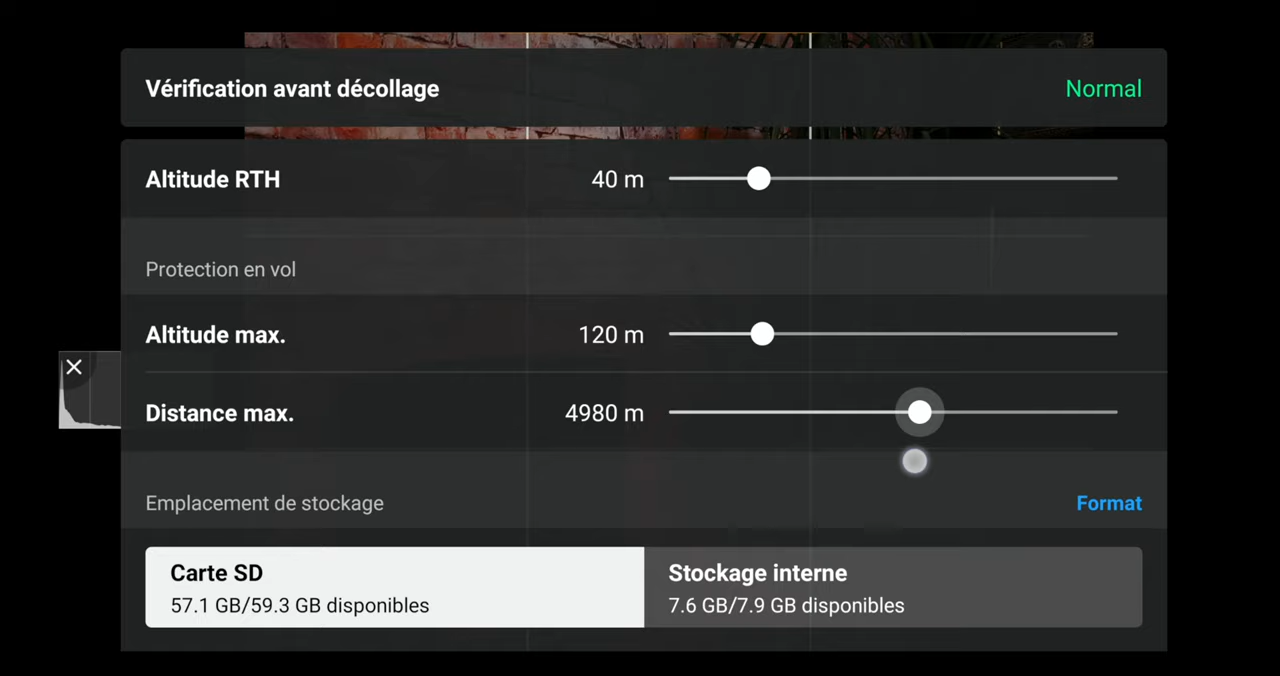 Vérification avant décollage
Normal
Altitude RTH
40 m
Protection en vol
Altitude max.
120 m
Distance max.
4980 m
Emplacement de stockage
Format
Carte SD
57.1 GB/59.3 GB disponibles
Stockage interne
7.6 GB/7.9 GB disponibles